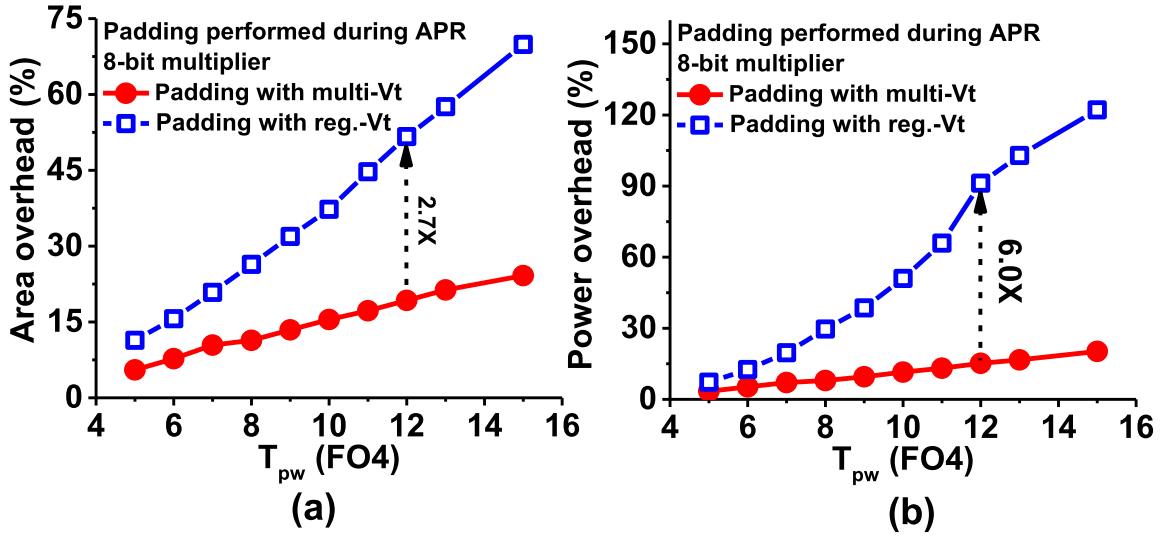 Padding performed during APR
8-bit multiplier
Padding with multi-Vt
Padding with reg.-Vt
2.7X
Area overhead (%)
75
60
45
30
15
0
4 6 8 10 12 14 16
Tpw (FO4)
(a)
Padding performed during APR
8-bit multiplier
Padding with multi-Vt
Padding with reg.-Vt
6.0X
Power overhead (%)
150
120
90
60
30
0
4 6 8 10 12 14 16
Tpw (FO4)
(b)